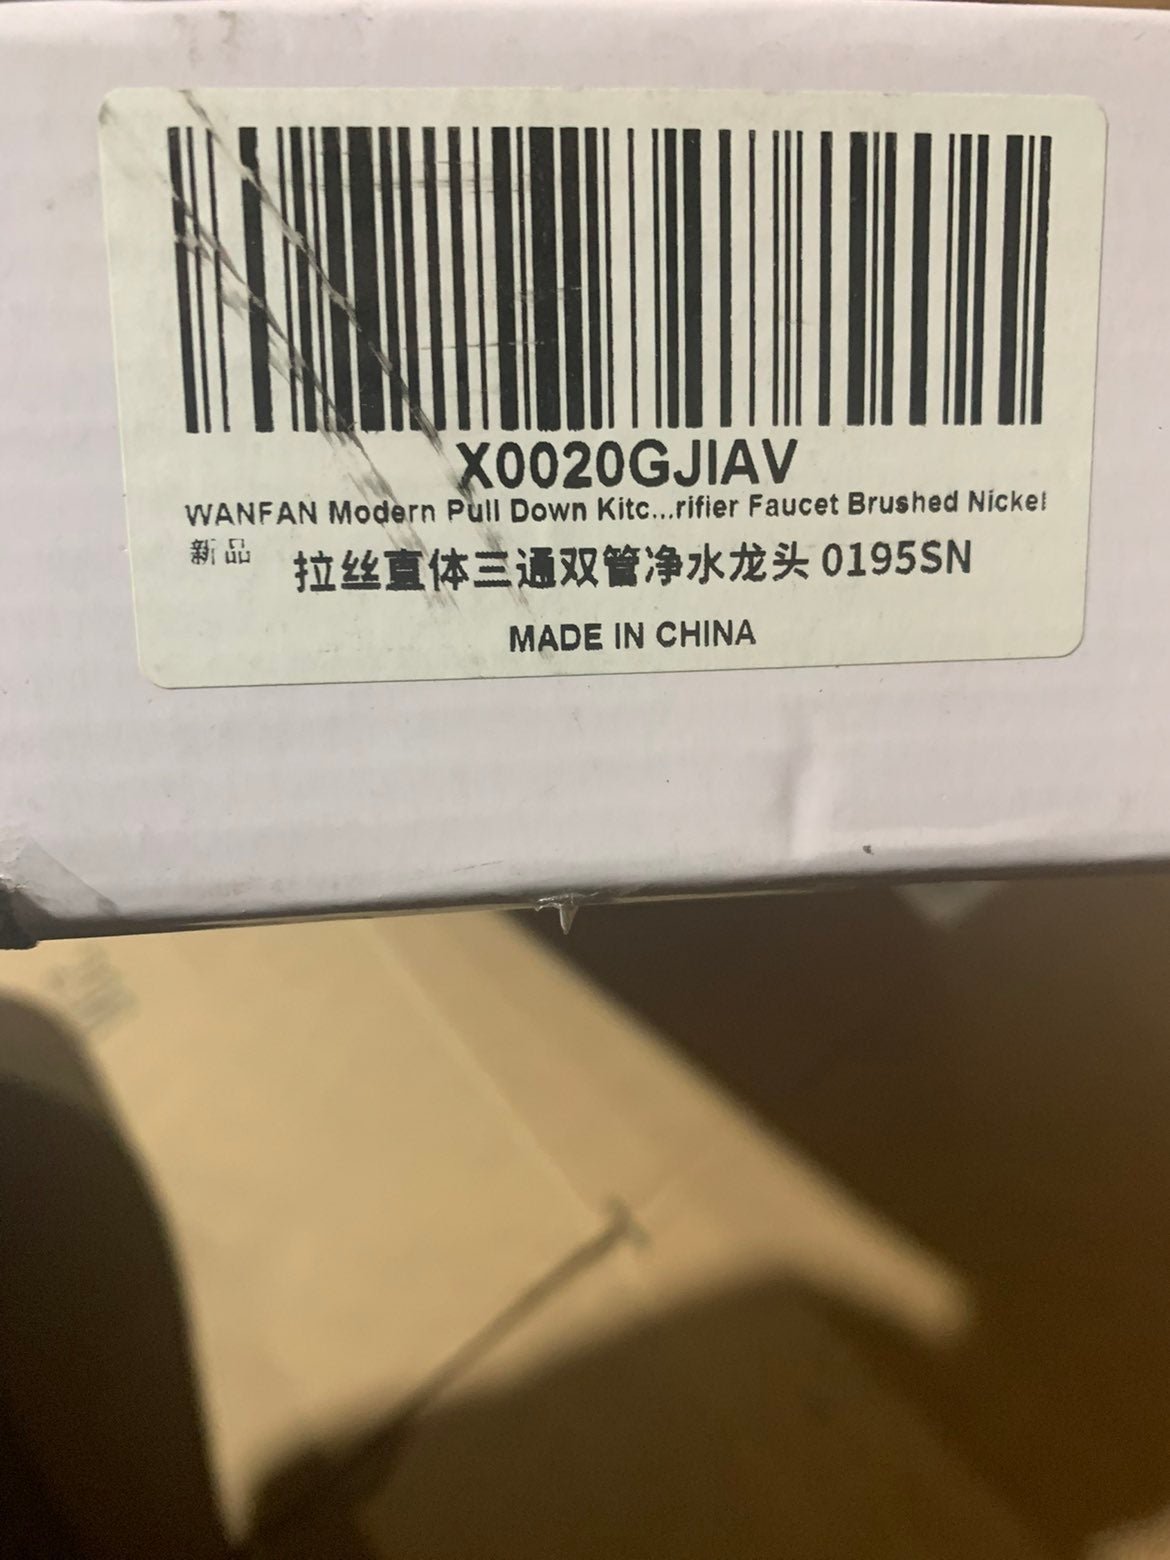 X0020GJIAV
WANFAN Modern Pull Down Kitc...rifier Faucet Brushed Nickel
新品
拉丝直体三通双管净水龙头 0195SN
MADE IN CHINA